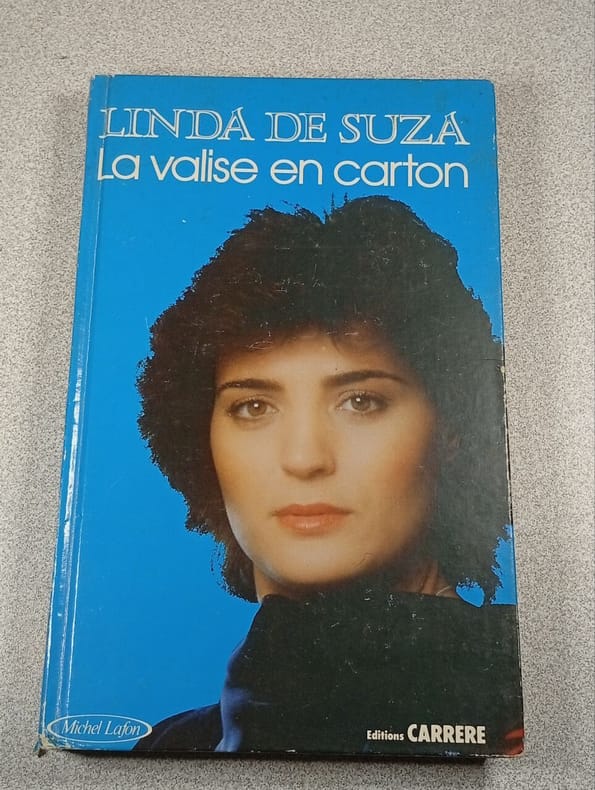 LINDA DE SUZA
La valise en carton
Michel Lafon
Editions CARRERE